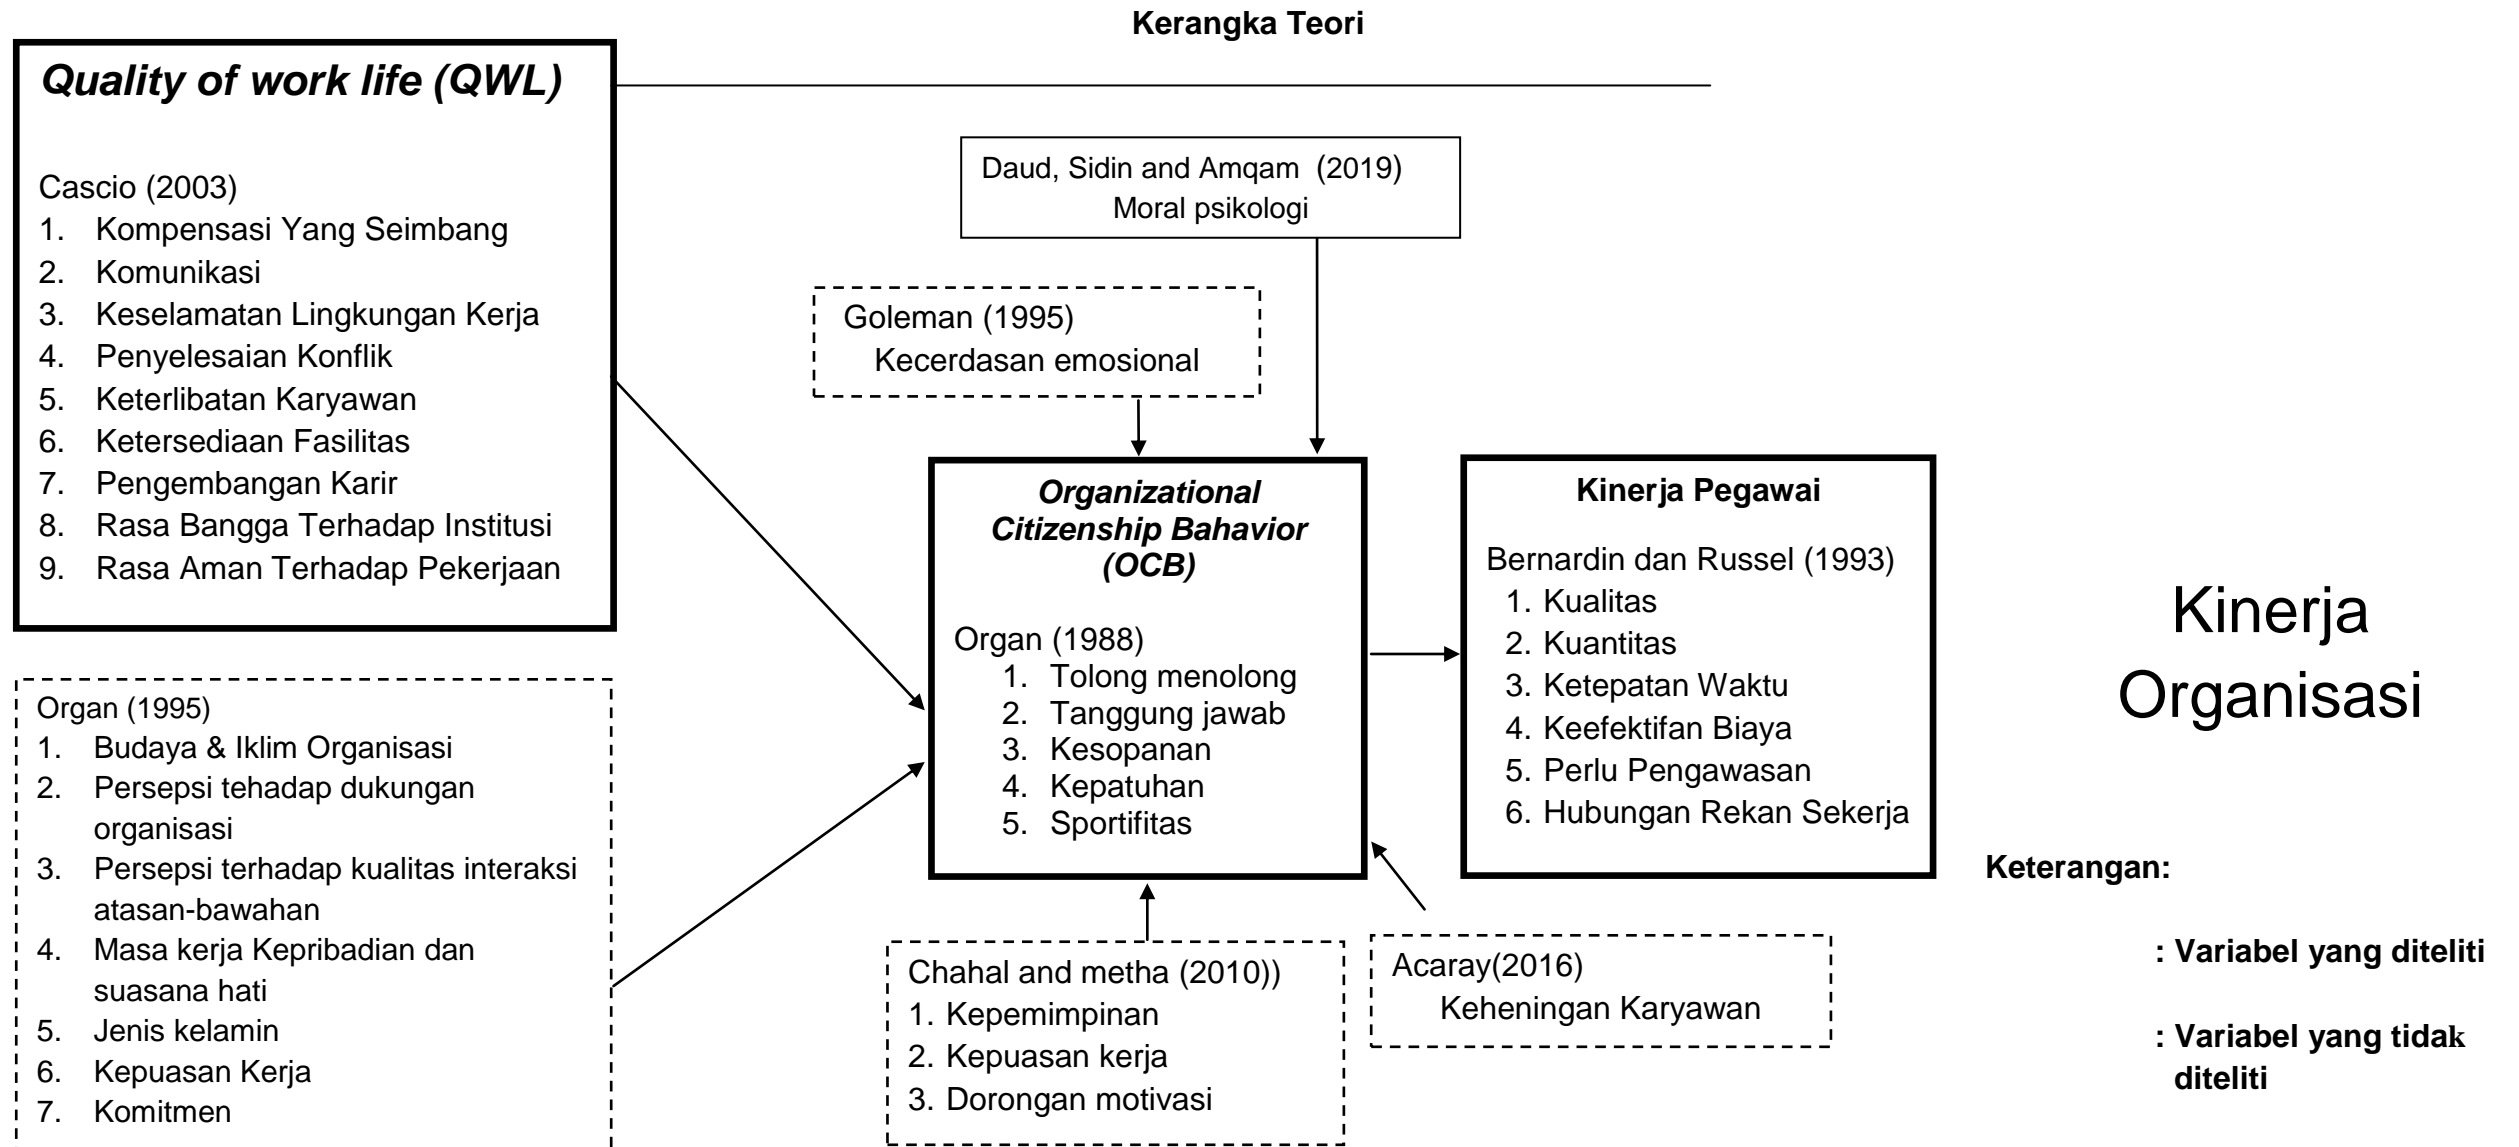 Kerangka Teori
Quality of work life (QWL)
Cascio (2003)
1. Kompensasi Yang Seimbang
2. Komunikasi
3. Keselamatan Lingkungan Kerja
4. Penyelesaian Konflik
5. Keterlibatan Karyawan
6. Ketersediaan Fasilitas
7. Pengembangan Karir
8. Rasa Bangga Terhadap Institusi
9. Rasa Aman Terhadap Pekerjaan
Organ (1995)
1. Budaya & Iklim Organisasi
2. Persepsi tehadap dukungan
organisasi
3. Persepsi terhadap kualitas interaksi
atasan-bawahan
4. Masa kerja Kepribadian dan
suasana hati
5. Jenis kelamin
6. Kepuasan Kerja
7. Komitmen
Daud, Sidin and Amqam (2019)
Moral psikologi
Goleman (1995)
Kecerdasan emosional
Organizational
Citizenship Bahavior
(OCB)
Organ (1988)
1. Tolong menolong
2. Tanggung jawab
3. Kesopanan
4. Kepatuhan
5. Sportifitas
Chahal and metha (2010))
1. Kepemimpinan
2. Kepuasan kerja
3. Dorongan motivasi
Kinerja Pegawai
Bernardin dan Russel (1993)
1. Kualitas
2. Kuantitas
3. Ketepatan Waktu
4. Keefektifan Biaya
5. Perlu Pengawasan
6. Hubungan Rekan Sekerja
Acaray(2016)
Keheningan Karyawan
Kinerja
Organisasi
Keterangan:
: Variabel yang diteliti
: Variabel yang tidak
diteliti